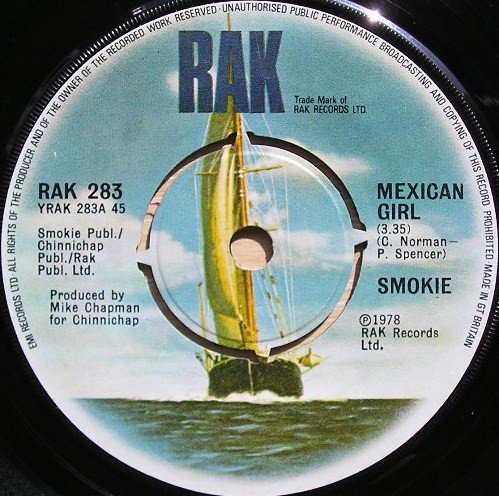 EMI RECORDS LTD·ALL RIGHTS OF THE PRODUCER AND OF THE OWNER OF THE RECORDED WORK RESERVED·UNAUTHORISED PUBLIC PERFORMANCE BROADCASTING AND COPYING OF THIS RECORD PROHIBITED MADE IN GT BRITAIN
RAK
Trade Mark of
RAK RECORDS LTD.
RAK 283
YRAK 283A 45
Smokie Publ./
Chinnichap
Publ./Rak
Publ. Ltd.
Produced by
Mike Chapman
for Chinnichap
MEXICAN
GIRL
(3.35)
(C. Norman–
P. Spencer)
SMOKIE
Ⓟ1978
RAK Records
Ltd.